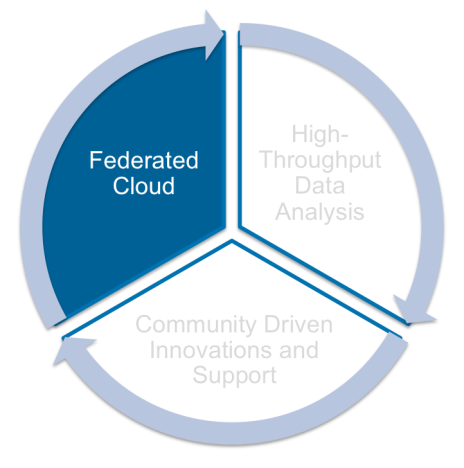 Federated
Cloud
High-
Throughput
Data
Analysis
Community Driven
Innovations and
Support